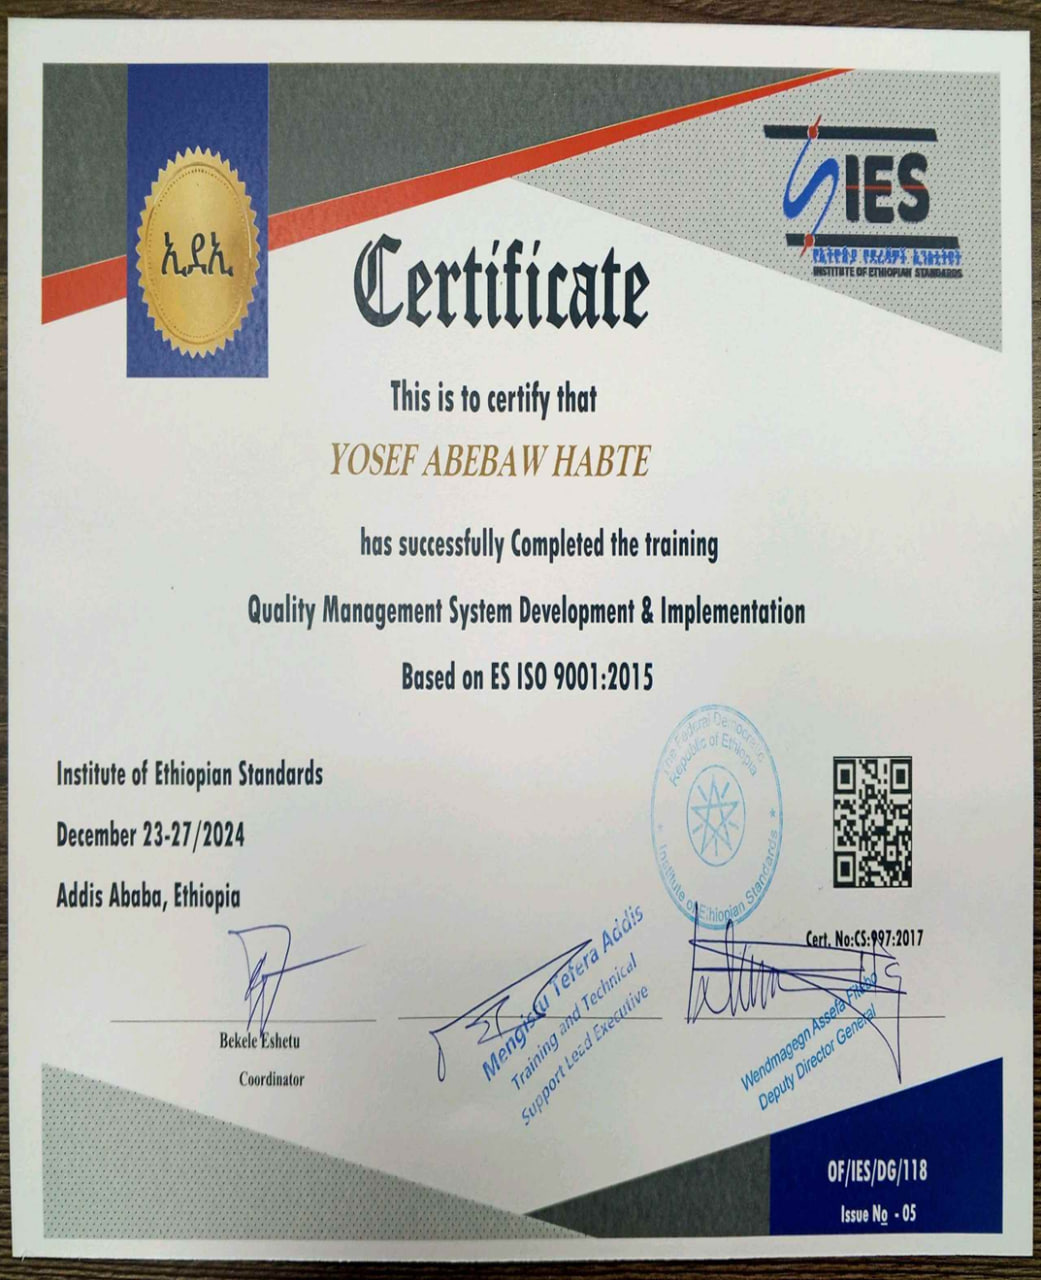 ኢደኢ
IES
የኢትዮጵያ የደረጃዎች ኢንስቲትዩት
INSTITUTE OF ETHIOPIAN STANDARDS
Certificate
This is to certify that
YOSEF ABEBAW HABTE
has successfully Completed the training
Quality Management System Development & Implementation
Based on ES ISO 9001:2015
The Federal Democratic
Republic of Ethiopia
Institute of Ethiopian Standards
Institute of Ethiopian Standards
December 23-27/2024
Addis Ababa, Ethiopia
Cert. No:CS:997:2017
Bekele Eshetu
Coordinator
Mengistu Tefera Addis
Training and Technical
Support Lead Executive
Wendmagegn Assefa
Deputy Director General
OF/IES/DG/118
Issue No - 05